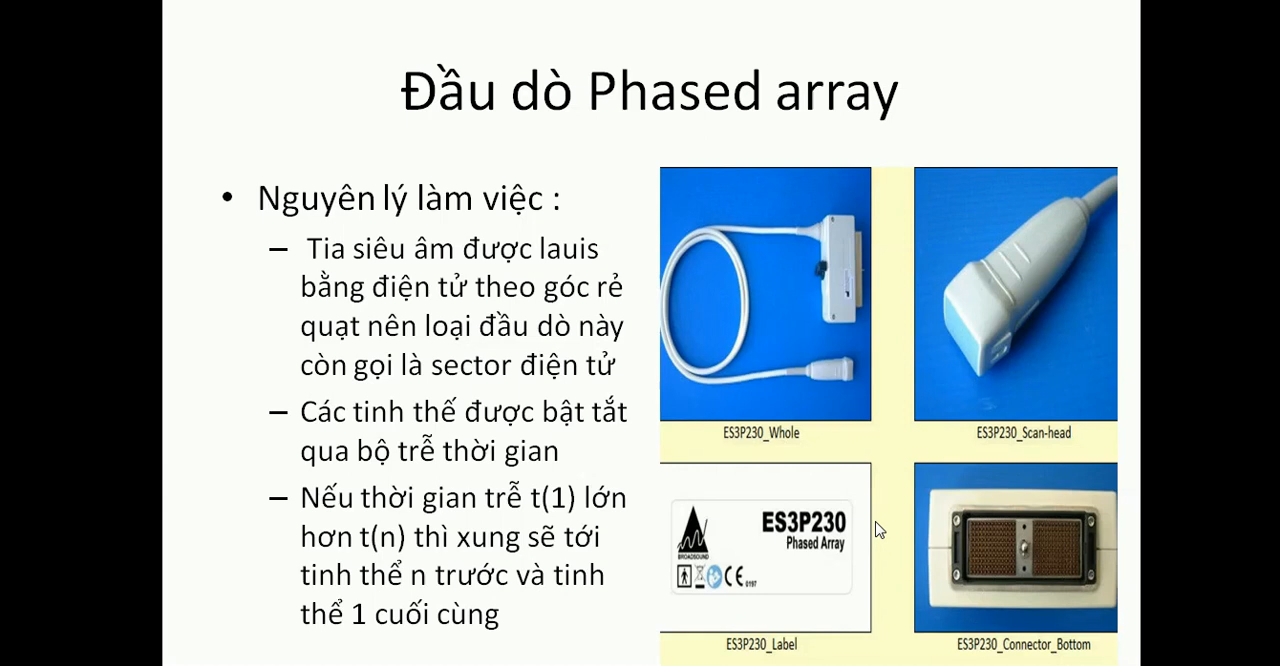 Đầu dò Phased array
• Nguyên lý làm việc :
– Tia siêu âm được lauis
bằng điện tử theo góc rẻ
quạt nên loại đầu dò này
còn gọi là sector điện tử
– Các tinh thế được bật tắt
qua bộ trễ thời gian
– Nếu thời gian trễ t(1) lớn
hơn t(n) thì xung sẽ tới
tinh thể n trước và tinh
thể 1 cuối cùng
ES3P230_Whole
ES3P230_Scan-head
ES3P230
Phased Array
BROADSOUND
CE 0197
ES3P230_Label
ES3P230_Connector_Bottom